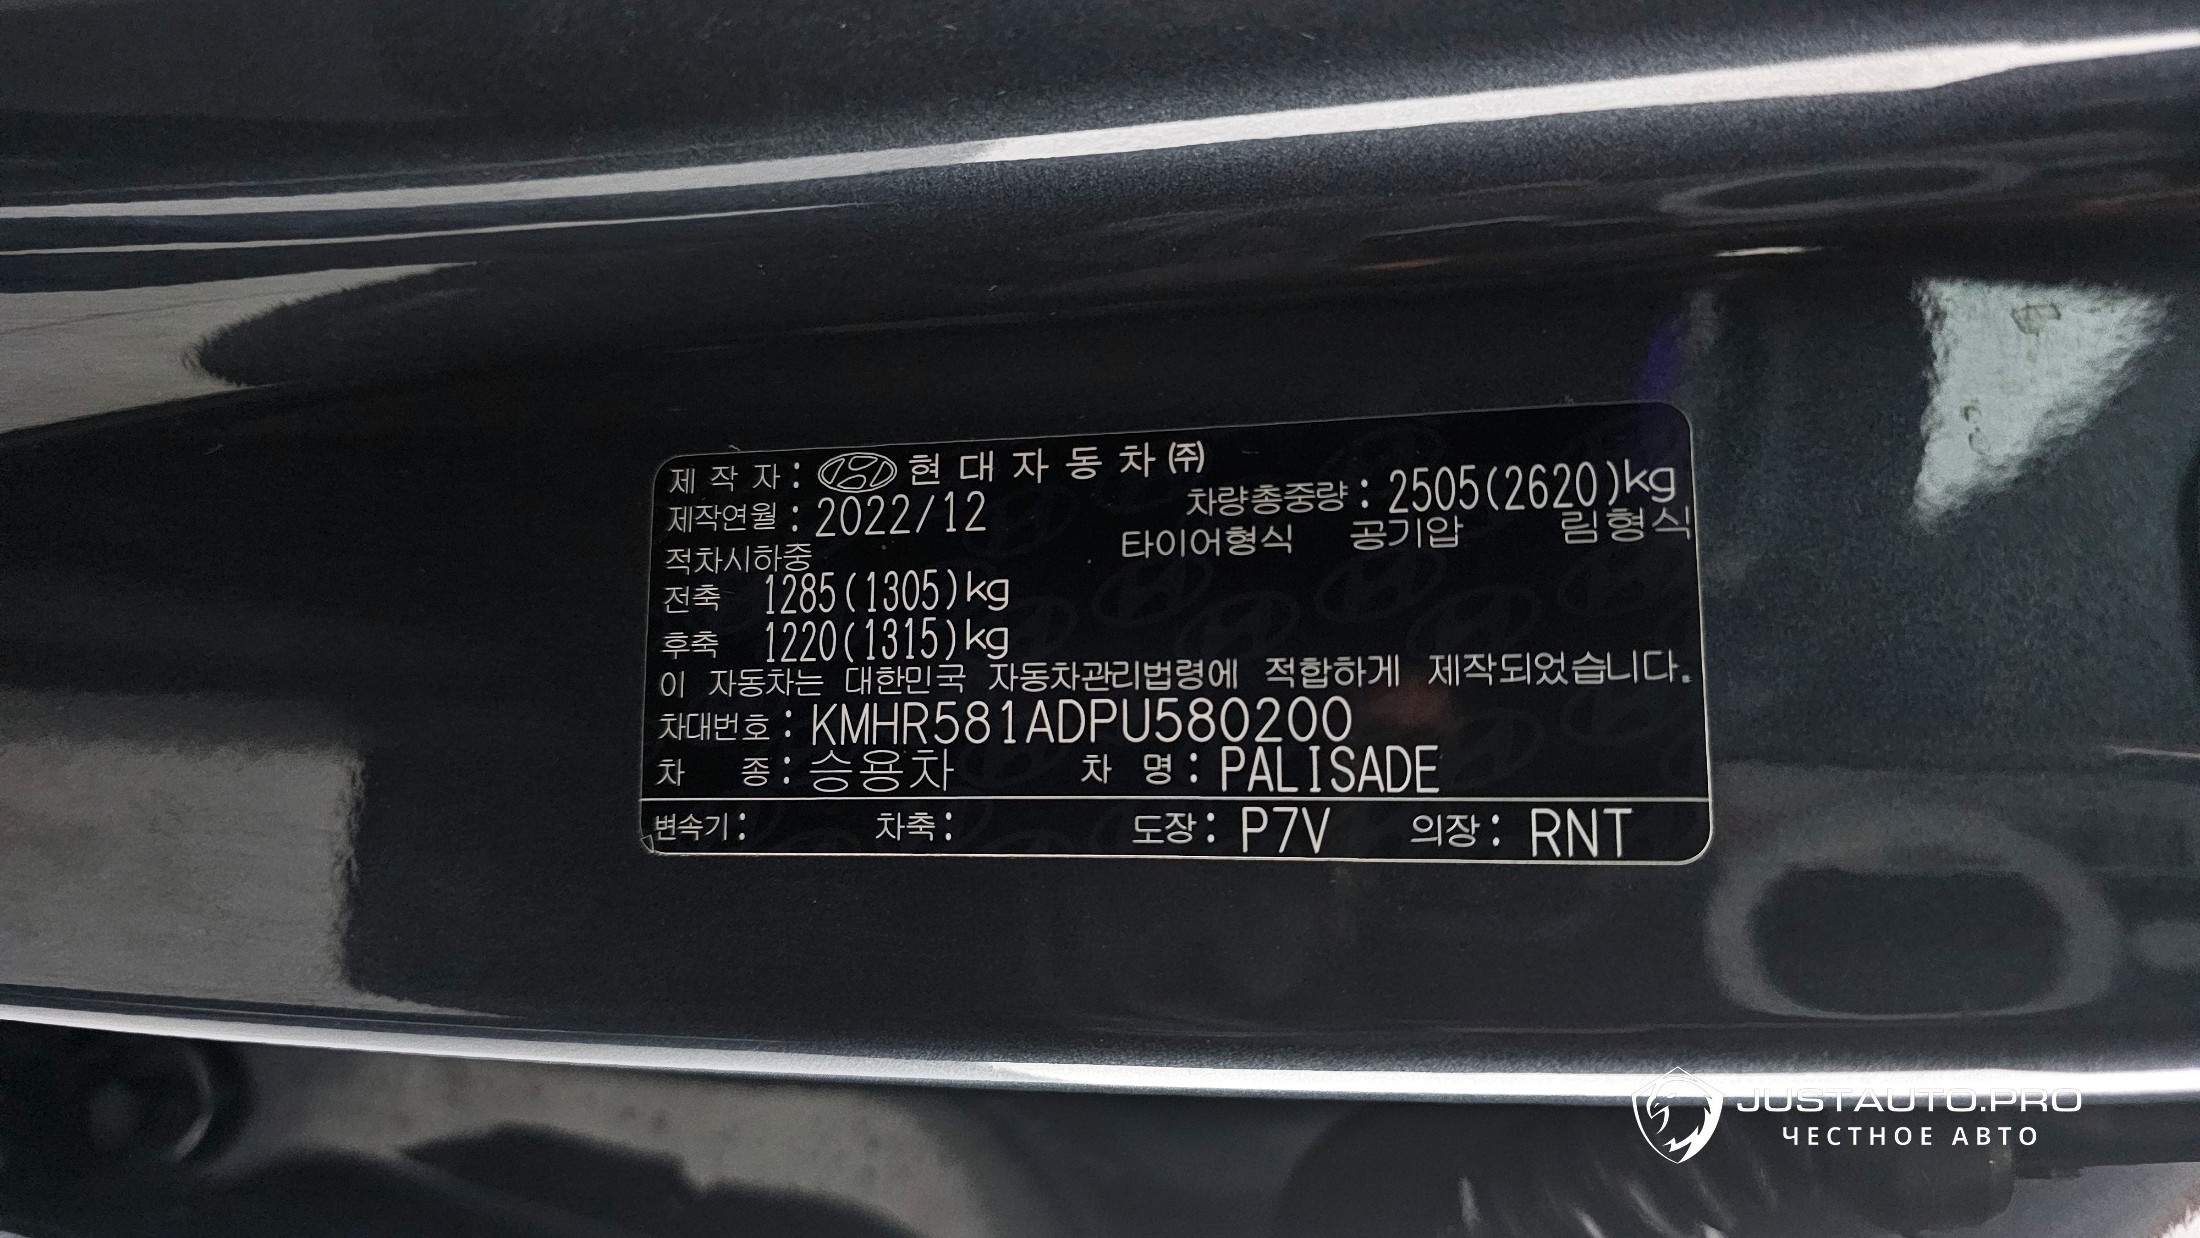 제 작 자 : 현 대 자 동 차 ㈜
제작연월 : 2022/12 차량총중량 : 2505(2620)kg
적차시하중 타이어형식 공기압 림형식
전축 1285(1305)kg
후축 1220(1315)kg
이 자동차는 대한민국 자동차관리법령에 적합하게 제작되었습니다.
차대번호 : KMHR581ADPU580200
차 종 : 승용차 차 명 : PALISADE
변속기 : 차축 : 도장 : P7V 의장 : RNT
JUSTAUTO.PRO
ЧЕСТНОЕ АВТО